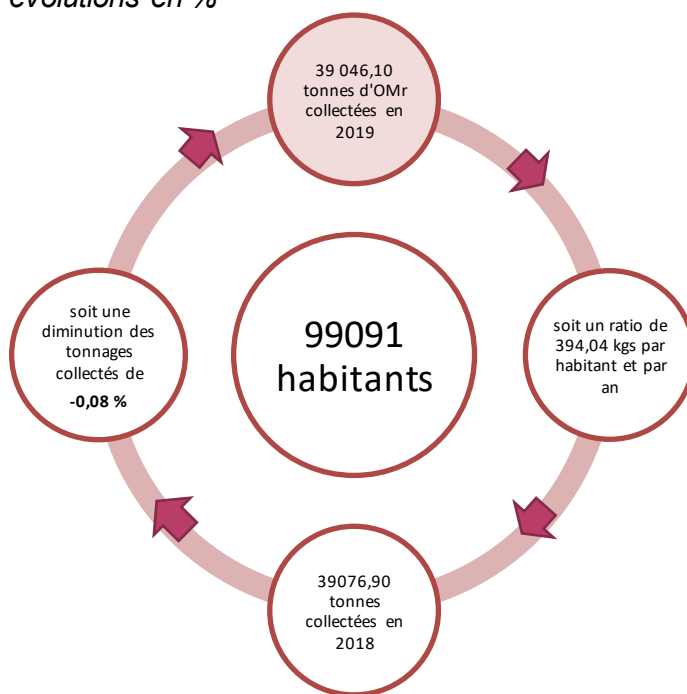 évolutions en %
39 046,10
tonnes d'OMr
collectées en
2019
soit un ratio de
394,04 kgs par
habitant et par
an
39076,90
tonnes
collectées en
2018
soit une
diminution des
tonnages
collectés de
-0,08 %
99091
habitants